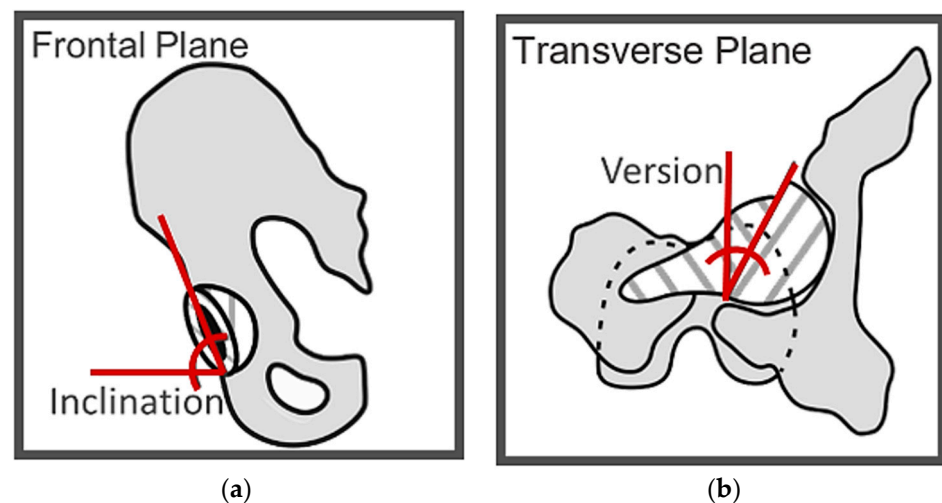 Frontal Plane
Inclination
Transverse Plane
Version
(a)
(b)